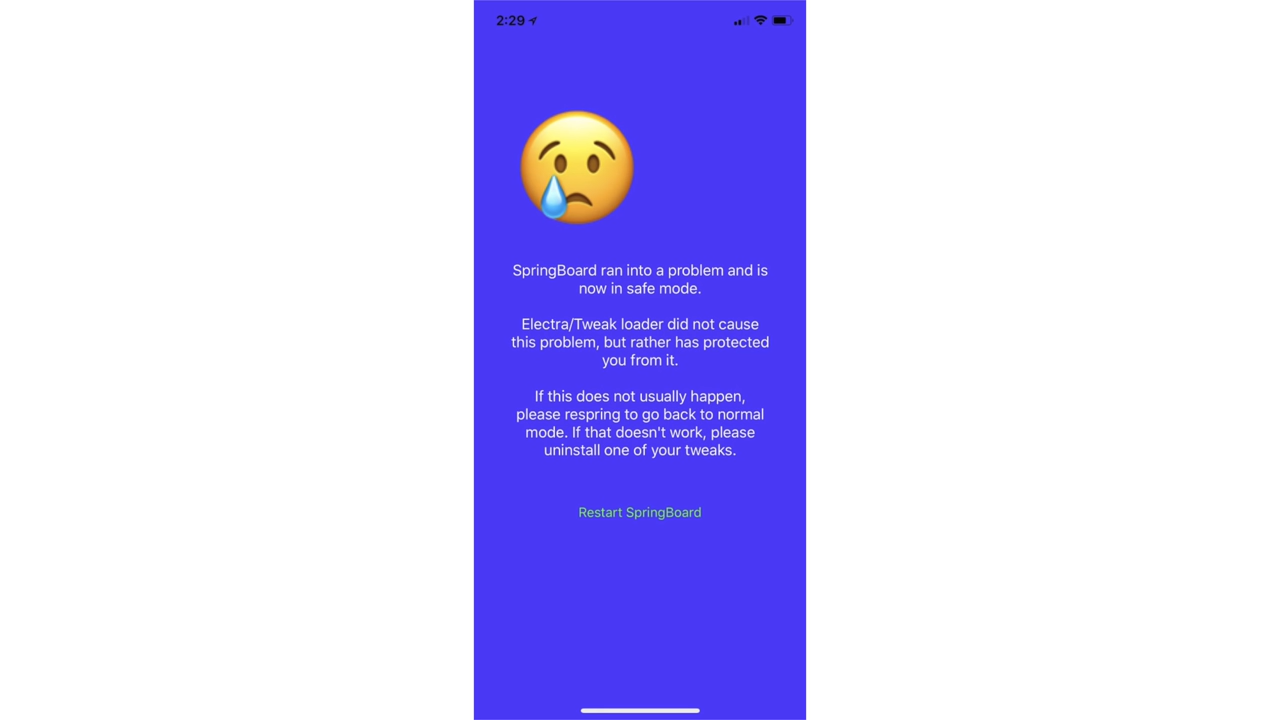 2:29
SpringBoard ran into a problem and is
now in safe mode.
Electra/Tweak loader did not cause
this problem, but rather has protected
you from it.
If this does not usually happen,
please respring to go back to normal
mode. If that doesn't work, please
uninstall one of your tweaks.
Restart SpringBoard